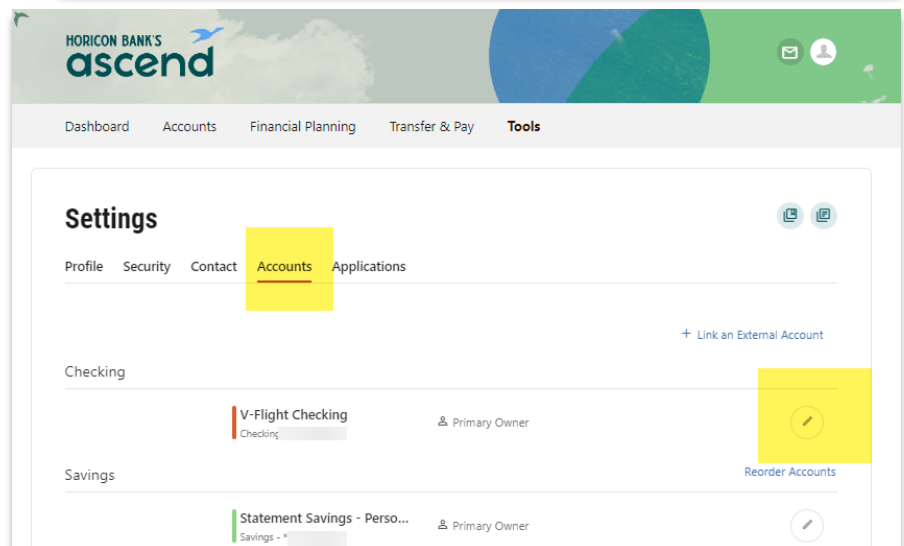 HORICON BANK'S
ascend
Dashboard Accounts Financial Planning Transfer & Pay Tools
Settings
Profile Security Contact Accounts Applications
+ Link an External Account
Checking
V-Flight Checking
Checking
Primary Owner
Savings
Reorder Accounts
Statement Savings - Perso...
Savings - *
Primary Owner